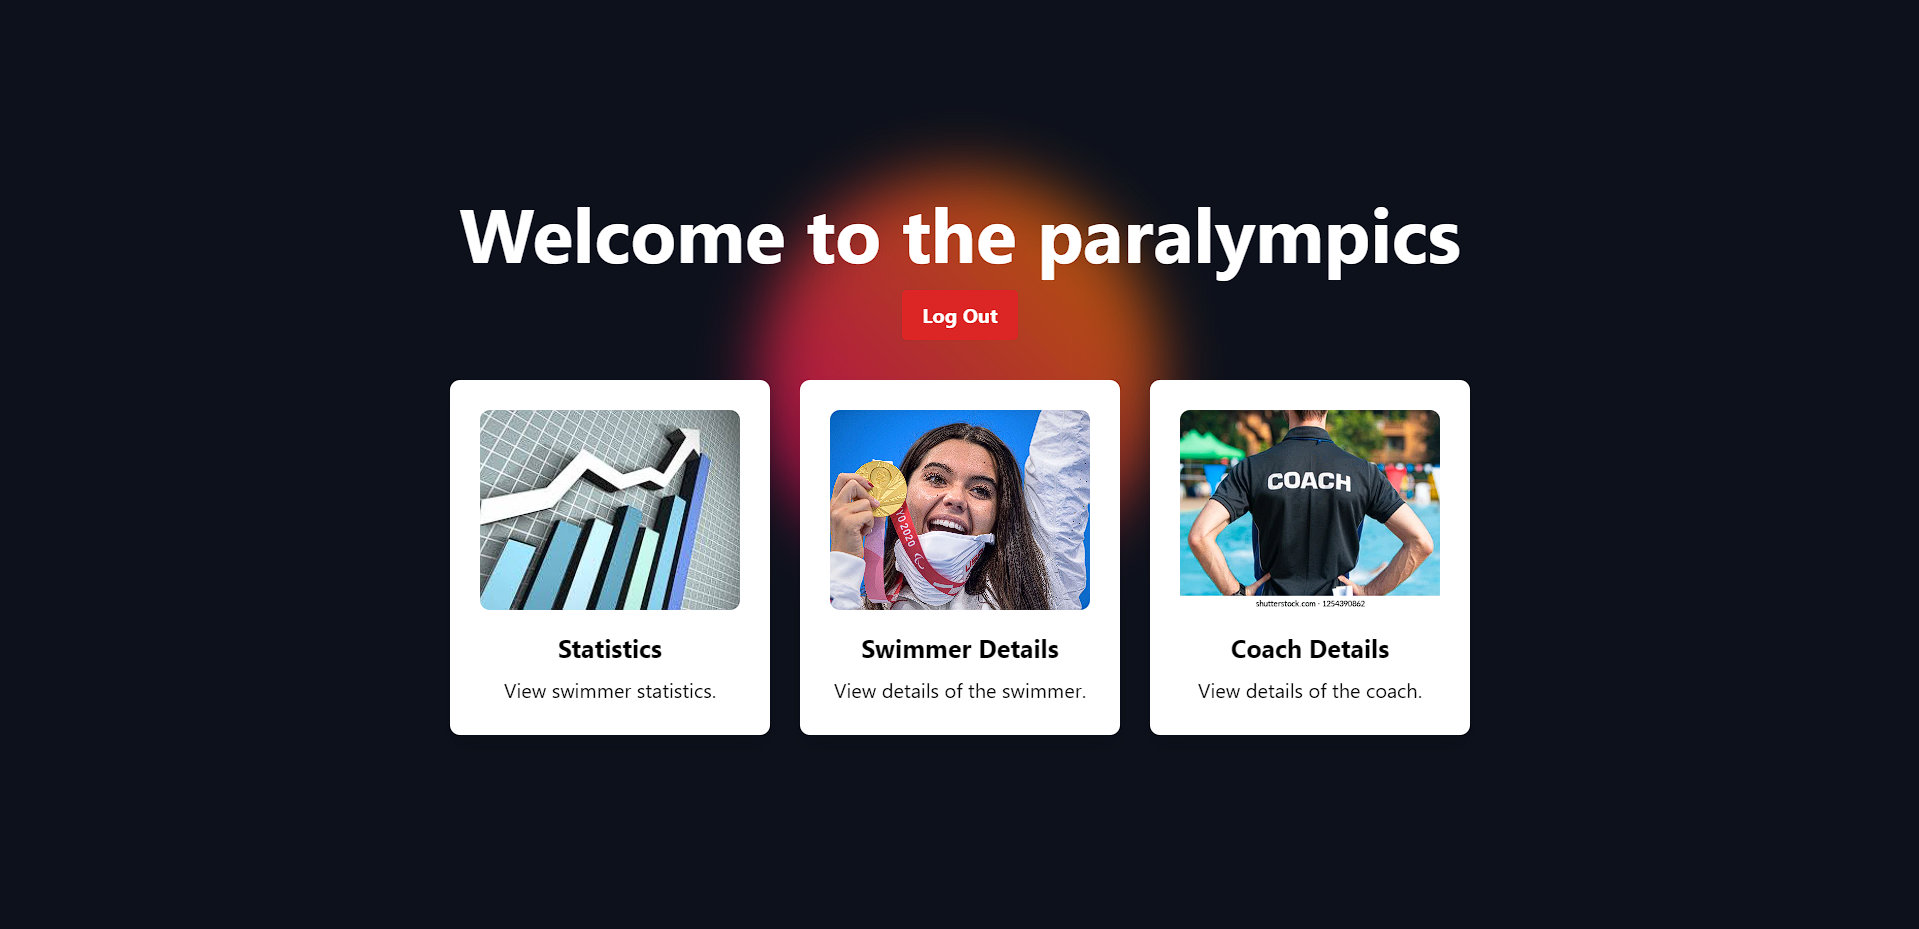 Welcome to the paralympics
Log Out
YO 2020
COACH
shutterstock.com · 1254390862
Statistics
Swimmer Details
Coach Details
View swimmer statistics.
View details of the swimmer.
View details of the coach.